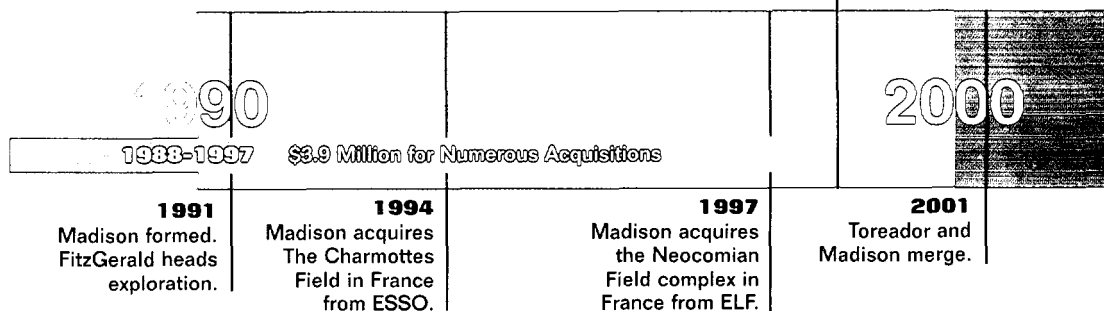 1990
2000
1988-1997 $3.9 Million for Numerous Acquisitions
1991
Madison formed.
FitzGerald heads
exploration.
1994
Madison acquires
The Charmottes
Field in France
from ESSO.
1997
Madison acquires
the Neocomian
Field complex in
France from ELF.
2001
Toreador and
Madison merge.